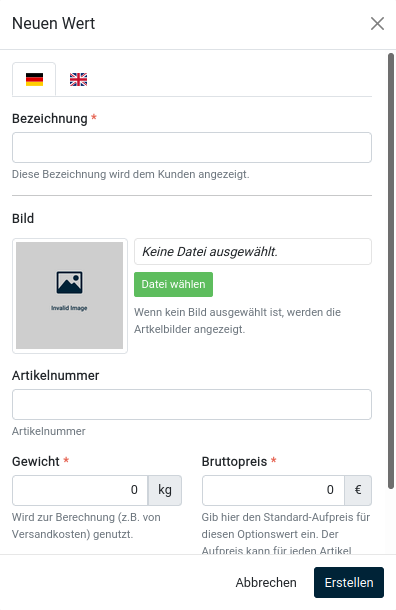 Neuen Wert
Bezeichnung *
Diese Bezeichnung wird dem Kunden angezeigt.
Bild
Keine Datei ausgewählt.
Invalid Image
Datei wählen
Wenn kein Bild ausgewählt ist, werden die
Artkelbilder angezeigt.
Artikelnummer
Artikelnummer
Gewicht *
Bruttopreis *
0 kg
0 €
Wird zur Berechnung (z.B. von
Versandkosten) genutzt.
Gib hier den Standard-Aufpreis für
diesen Optionswert ein. Der
Aufpreis kann für jeden Artikel
Abbrechen
Erstellen